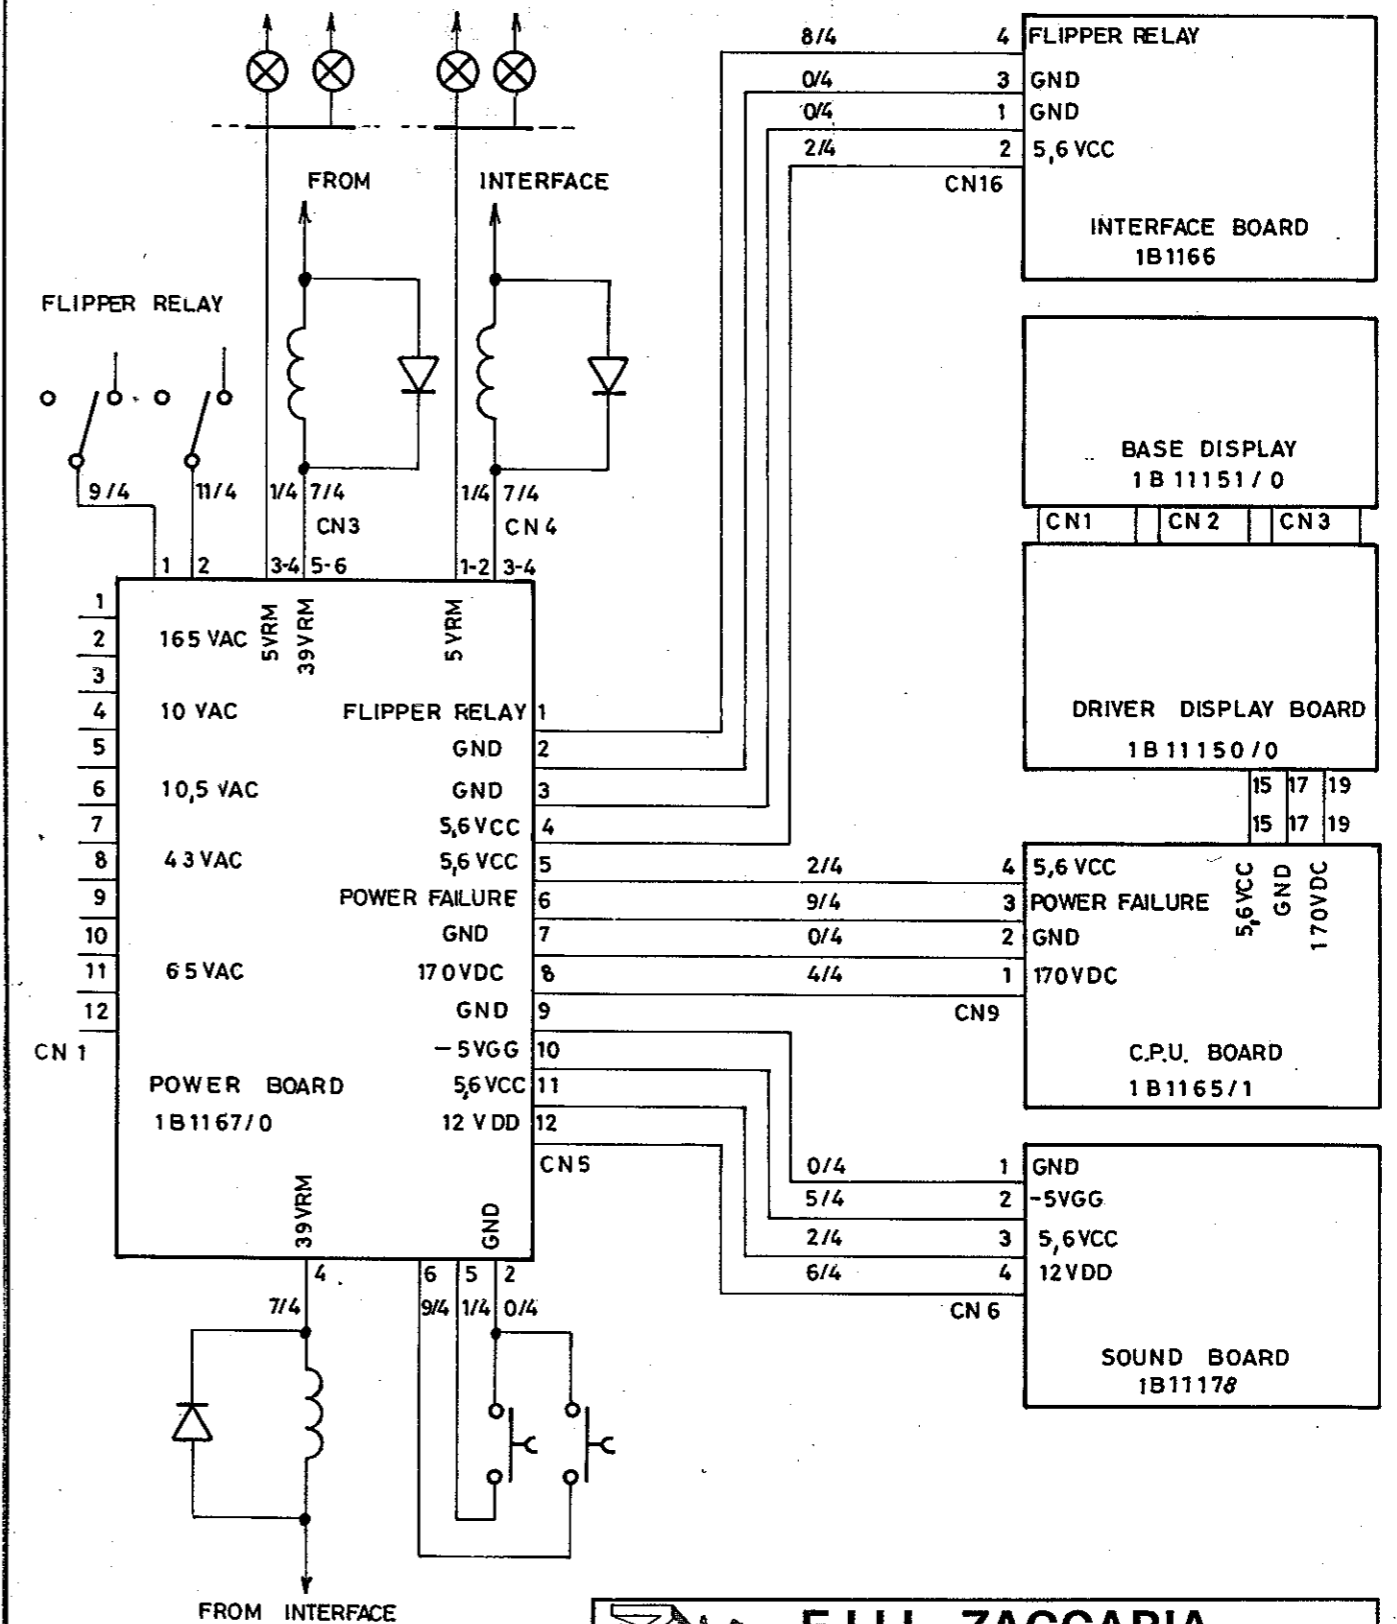 8/4 4 FLIPPER RELAY
0/4 3 GND
0/4 1 GND
2/4 2 5,6 VCC
CN16
INTERFACE BOARD
1B1166
FROM INTERFACE
FLIPPER RELAY
9/4 11/4 1/4 7/4 1/4 7/4
CN3 CN4
1 2 3-4 5-6 1-2 3-4
BASE DISPLAY
1B 11151/0
CN1 CN2 CN3
DRIVER DISPLAY BOARD
1B 11150/0
15 17 19
15 17 19
5VRM 39VRM 5VRM
1
2 165 VAC
3
4 10 VAC
5
6 10,5 VAC
7
8 43 VAC
9
10
11 65 VAC
12
CN 1
FLIPPER RELAY 1
GND 2
GND 3
5,6 VCC 4
5,6 VCC 5
POWER FAILURE 6
GND 7
170VDC 8
GND 9
-5VGG 10
5,6 VCC 11
12 VDD 12
CN5
POWER BOARD
1B1167/0
39VRM GND
2/4 4 5,6 VCC
9/4 3 POWER FAILURE
0/4 2 GND
4/4 1 170VDC
CN9
5,6VCC GND 170VDC
C.P.U. BOARD
1B1165/1
0/4 1 GND
5/4 2 -5VGG
2/4 3 5,6VCC
6/4 4 12VDD
CN 6
SOUND BOARD
1B11178
4 6 5 2
7/4 9/4 1/4 0/4
FROM INTERFACE
F.LLI ZACCARIA